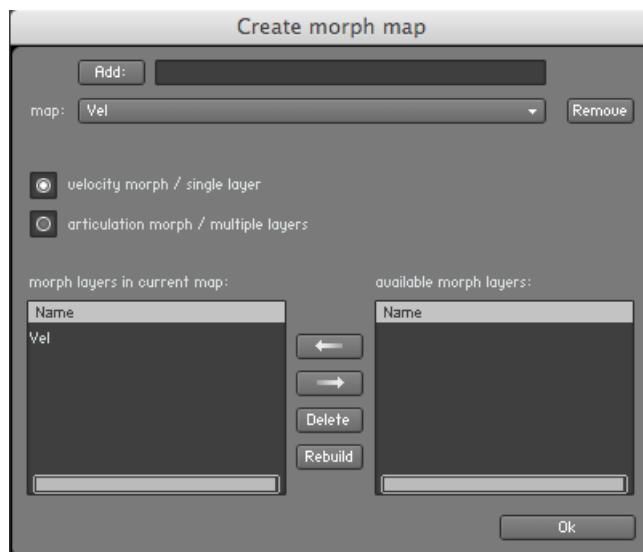 Create morph map
Add:
map: Vel Remove
velocity morph / single layer
articulation morph / multiple layers
morph layers in current map: available morph layers:
Name Name
Vel
Delete
Rebuild
Ok